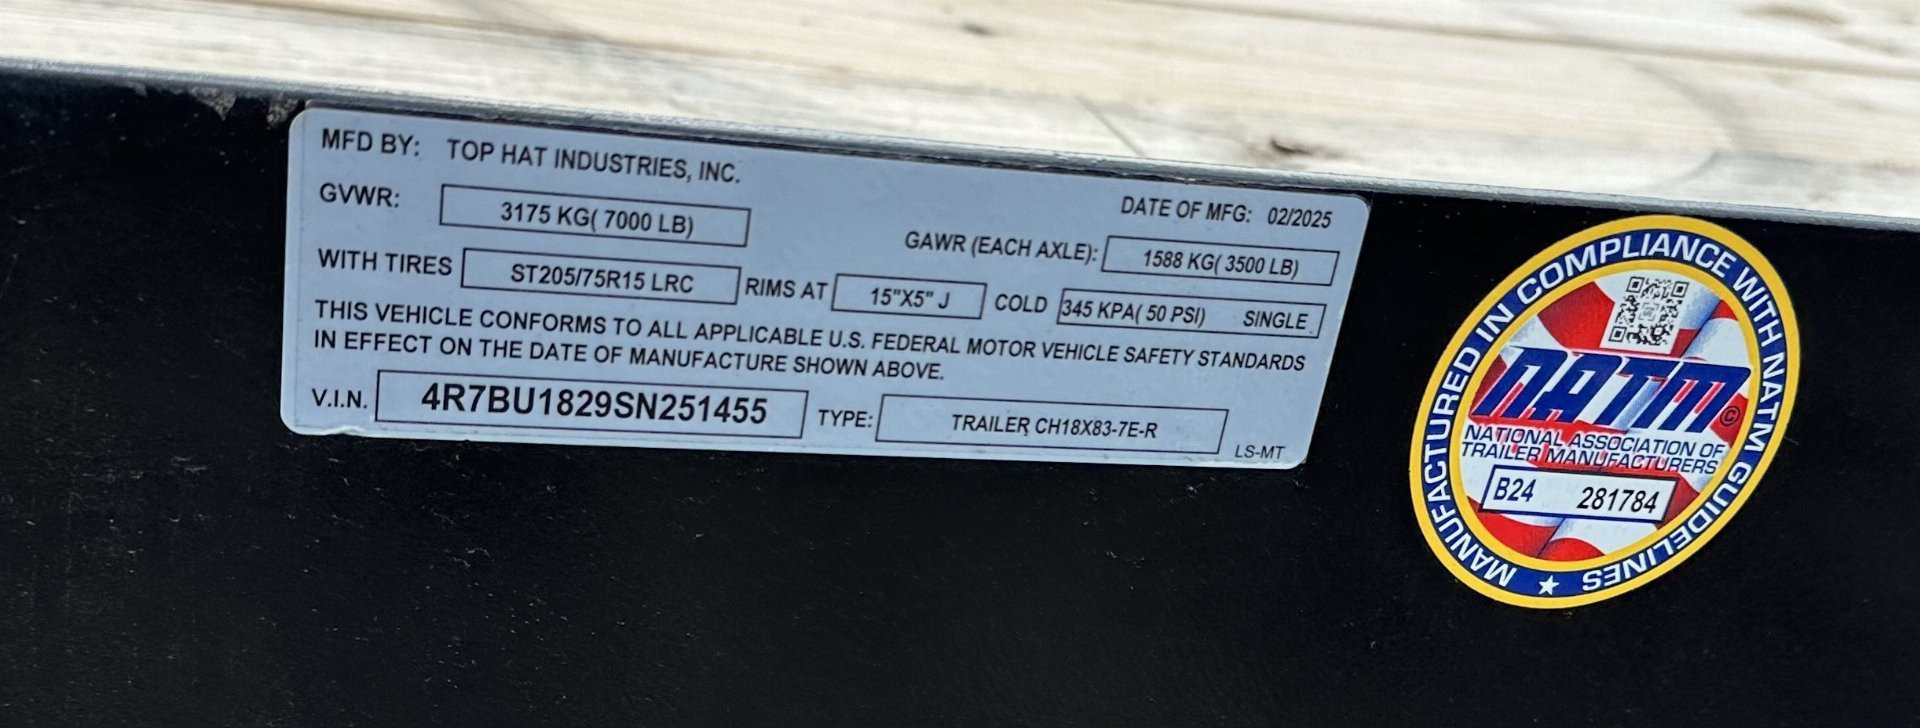 MFD BY: TOP HAT INDUSTRIES, INC.
DATE OF MFG: 02/2025
GVWR: 3175 KG( 7000 LB)
GAWR (EACH AXLE): 1588 KG( 3500 LB)
WITH TIRES ST205/75R15 LRC RIMS AT 15"X5" J COLD 345 KPA( 50 PSI) SINGLE
THIS VEHICLE CONFORMS TO ALL APPLICABLE U.S. FEDERAL MOTOR VEHICLE SAFETY STANDARDS
IN EFFECT ON THE DATE OF MANUFACTURE SHOWN ABOVE.
V.I.N. 4R7BU1829SN251455 TYPE: TRAILER CH18X83-7E-R
LS-MT
MANUFACTURED IN COMPLIANCE WITH NATM GUIDELINES ★
NATM©
NATIONAL ASSOCIATION OF
TRAILER MANUFACTURERS
B24 281784